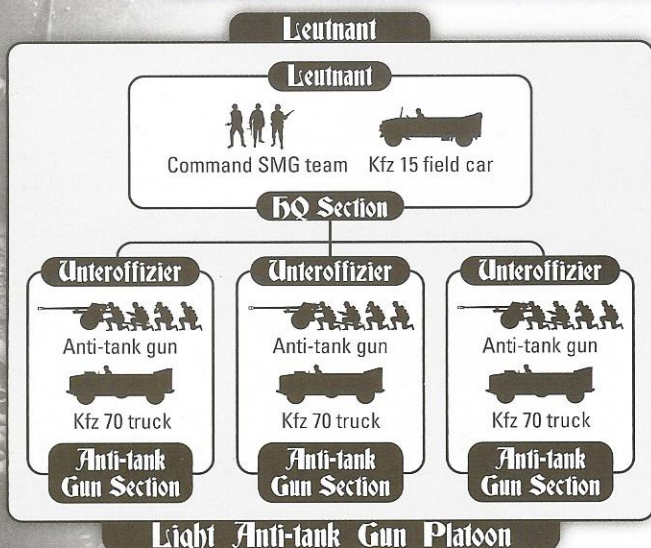 Leutnant
Leutnant
Command SMG team Kfz 15 field car
HQ Section
Unteroffizier Unteroffizier Unteroffizier
Anti-tank gun Anti-tank gun Anti-tank gun
Kfz 70 truck Kfz 70 truck Kfz 70 truck
Anti-tank Anti-tank Anti-tank
Gun Section Gun Section Gun Section
Light Anti-tank Gun Platoon